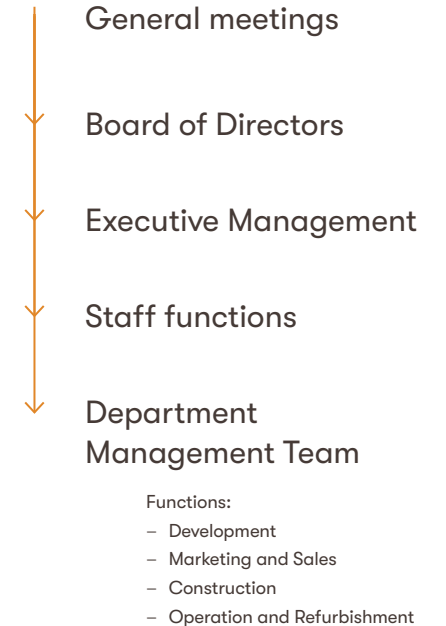 General meetings
Board of Directors
Executive Management
Staff functions
Department
Management Team
Functions:
– Development
– Marketing and Sales
– Construction
– Operation and Refurbishment